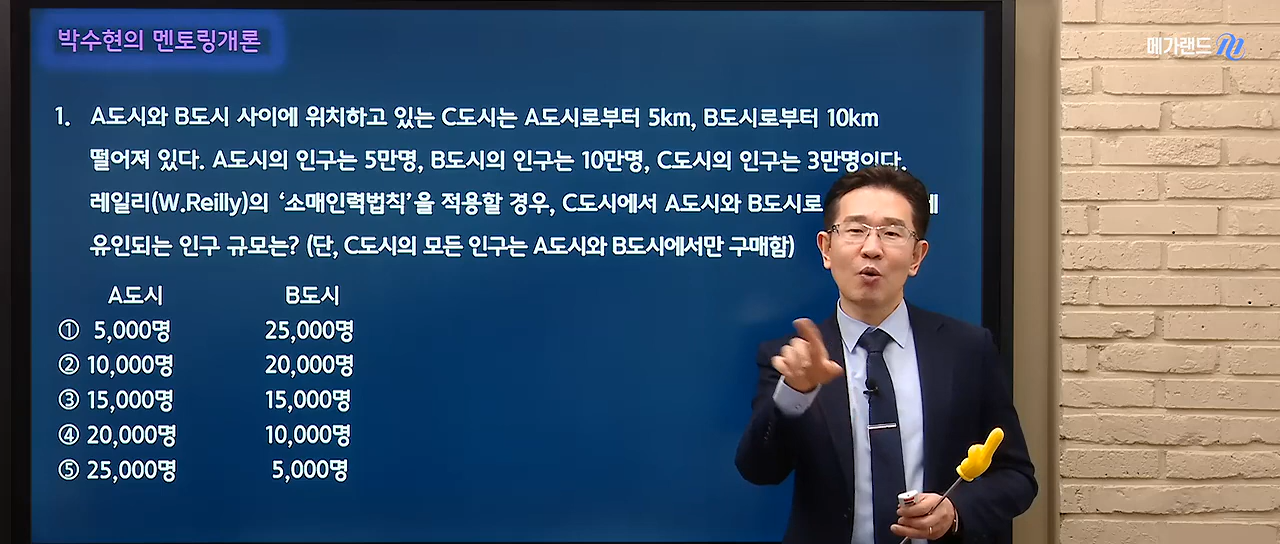 박수현의 멘토링개론
메가랜드
1. A도시와 B도시 사이에 위치하고 있는 C도시는 A도시로부터 5km, B도시로부터 10km
떨어져 있다. A도시의 인구는 5만명, B도시의 인구는 10만명, C도시의 인구는 3만명이다.
레일리(W.Reilly)의 ‘소매인력법칙’을 적용할 경우, C도시에서 A도시와 B도시로
유인되는 인구 규모는? (단, C도시의 모든 인구는 A도시와 B도시에서만 구매함)
A도시 B도시
① 5,000명 25,000명
② 10,000명 20,000명
③ 15,000명 15,000명
④ 20,000명 10,000명
⑤ 25,000명 5,000명